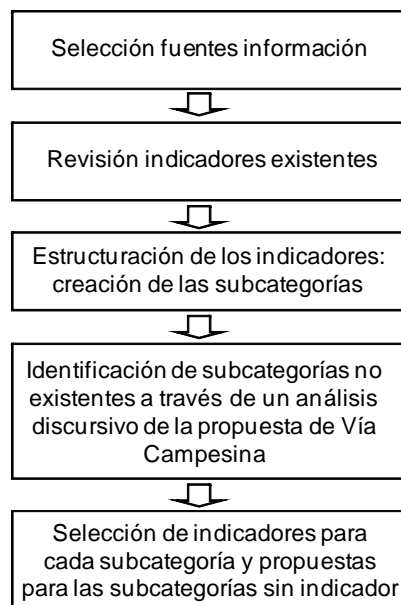 Selección fuentes información
Revisión indicadores existentes
Estructuración de los indicadores:
creación de las subcategorías
Identificación de subcategorías no
existentes a través de un análisis
discursivo de la propuesta de Vía
Campesina
Selección de indicadores para
cada subcategoría y propuestas
para las subcategorías sin indicador